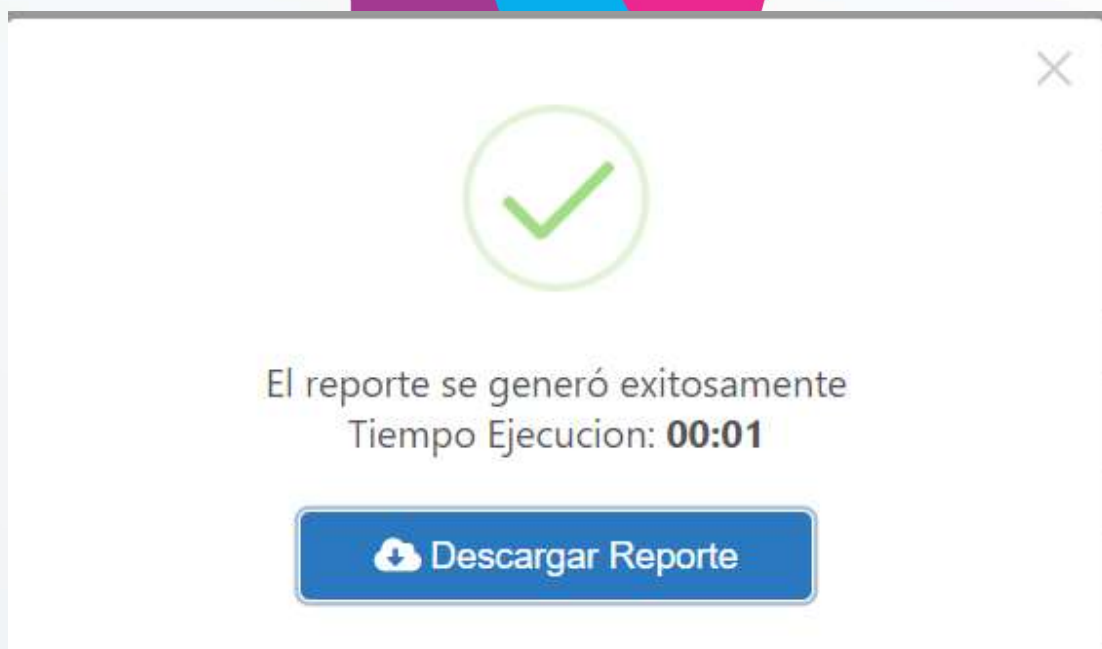 El reporte se generó exitosamente
Tiempo Ejecucion: 00:01
Descargar Reporte